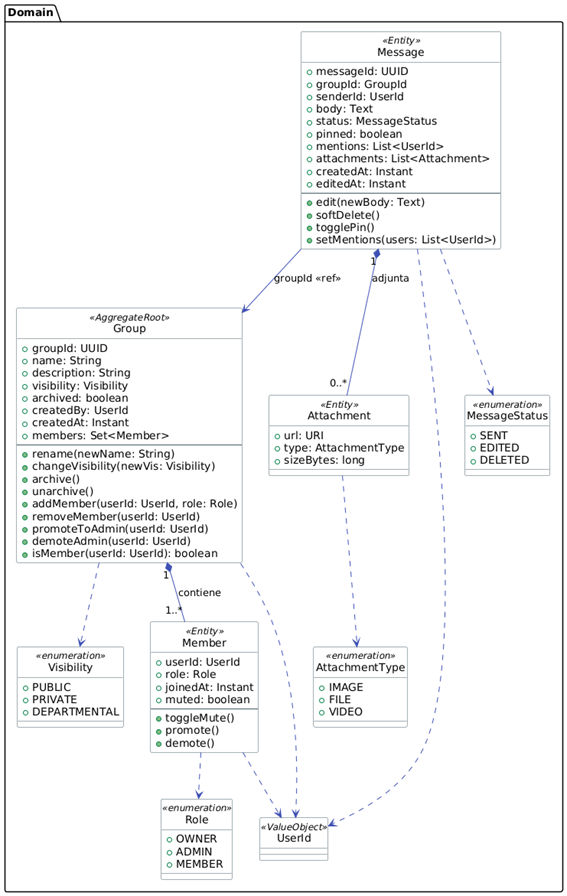 Domain
«Entity»
Message
messageId: UUID
groupId: GroupId
senderId: UserId
body: Text
status: MessageStatus
pinned: boolean
mentions: List<UserId>
attachments: List<Attachment>
createdAt: Instant
editedAt: Instant
edit(newBody: Text)
softDelete()
togglePin()
setMentions(users: List<UserId>)
groupId «ref»
1
adjunta
0..*
«AggregateRoot»
Group
groupId: UUID
name: String
description: String
visibility: Visibility
archived: boolean
createdBy: UserId
createdAt: Instant
members: Set<Member>
rename(newName: String)
changeVisibility(newVis: Visibility)
archive()
unarchive()
addMember(userId: UserId, role: Role)
removeMember(userId: UserId)
promoteToAdmin(userId: UserId)
demoteAdmin(userId: UserId)
isMember(userId: UserId): boolean
«Entity»
Attachment
url: URI
type: AttachmentType
sizeBytes: long
«enumeration»
MessageStatus
SENT
EDITED
DELETED
1
contiene
1..*
«enumeration»
Visibility
PUBLIC
PRIVATE
DEPARTMENTAL
«Entity»
Member
userId: UserId
role: Role
joinedAt: Instant
muted: boolean
toggleMute()
promote()
demote()
«enumeration»
AttachmentType
IMAGE
FILE
VIDEO
«enumeration»
Role
OWNER
ADMIN
MEMBER
«ValueObject»
UserId